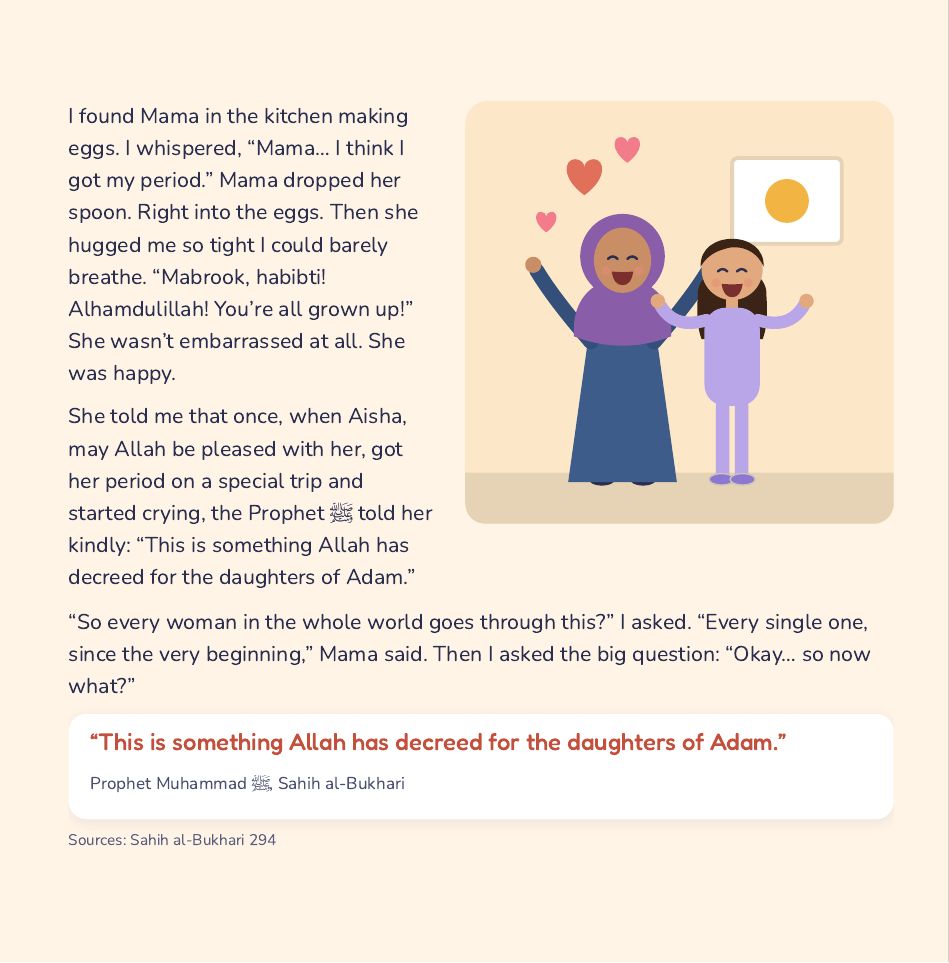 I found Mama in the kitchen making
eggs. I whispered, “Mama... I think I
got my period.” Mama dropped her
spoon. Right into the eggs. Then she
hugged me so tight I could barely
breathe. “Mabrook, habibti!
Alhamdulillah! You’re all grown up!”
She wasn’t embarrassed at all. She
was happy.
She told me that once, when Aisha,
may Allah be pleased with her, got
her period on a special trip and
started crying, the Prophet ﷺ told her
kindly: “This is something Allah has
decreed for the daughters of Adam.”
“So every woman in the whole world goes through this?” I asked. “Every single one,
since the very beginning,” Mama said. Then I asked the big question: “Okay... so now
what?”
“This is something Allah has decreed for the daughters of Adam.”
Prophet Muhammad ﷺ, Sahih al-Bukhari
Sources: Sahih al-Bukhari 294